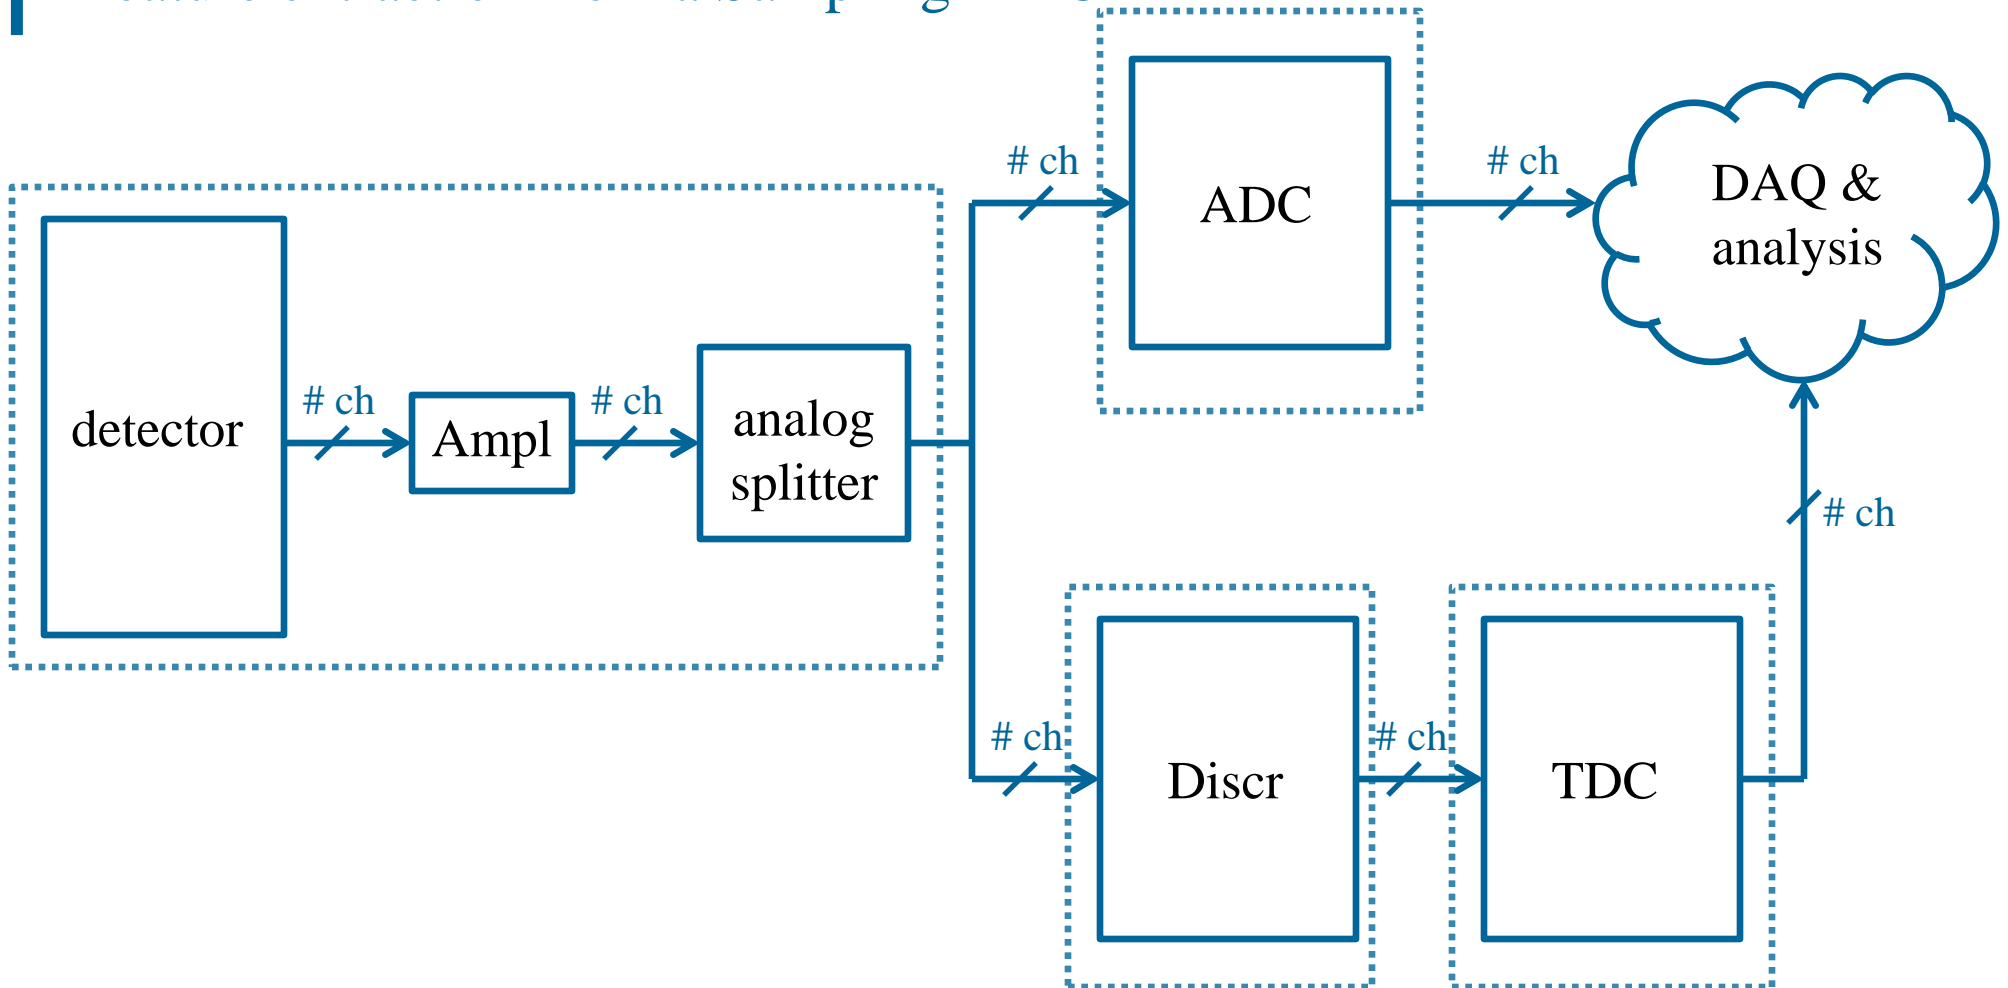 # ch
# ch
ADC
DAQ &
analysis
# ch
# ch
detector
Ampl
analog
splitter
# ch
# ch
# ch
Discr
TDC